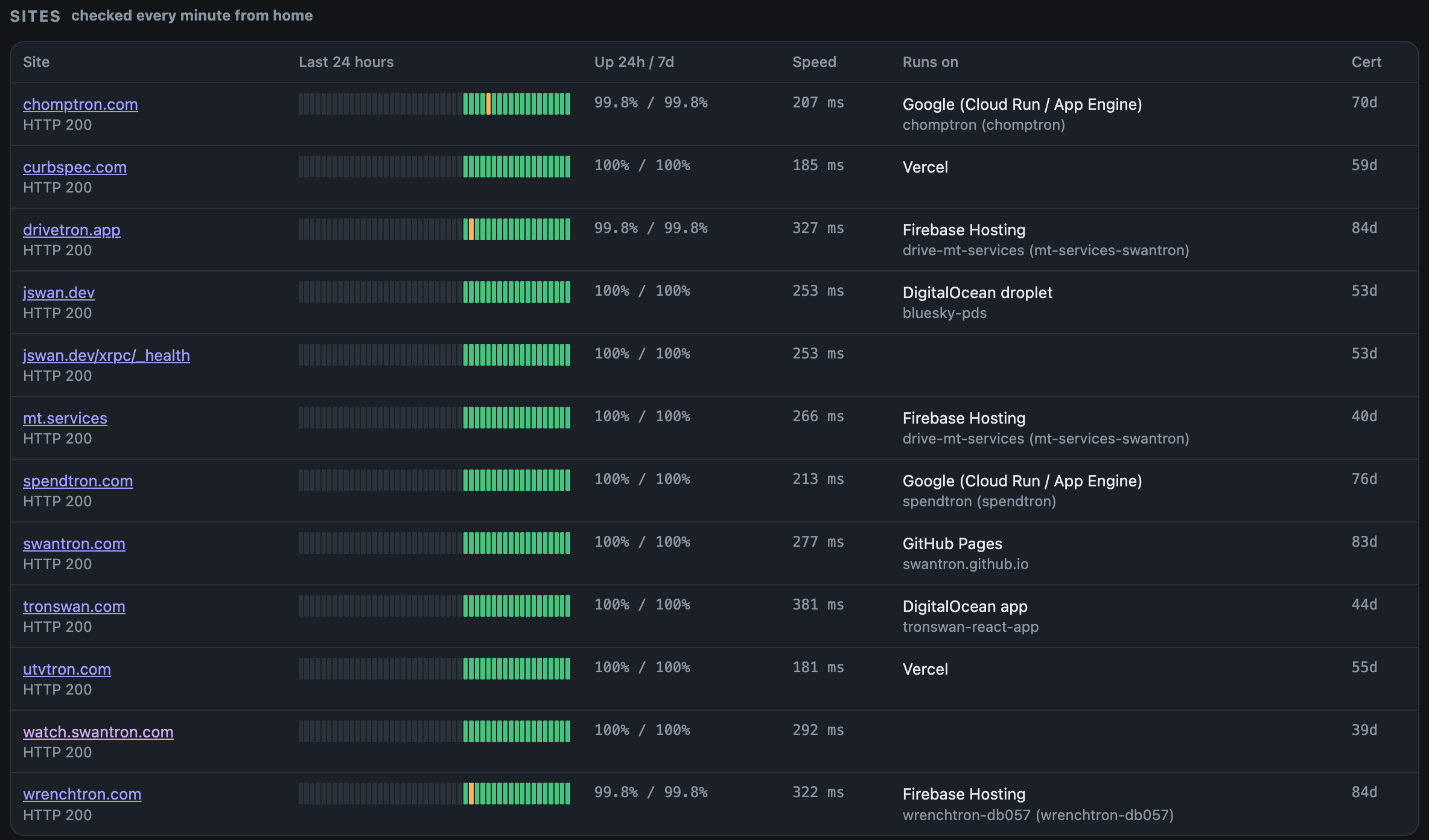 SITES checked every minute from home
Site Last 24 hours Up 24h / 7d Speed Runs on Cert
chomptron.com 99.8% / 99.8% 207 ms Google (Cloud Run / App Engine) 70d
HTTP 200 chomptron (chomptron)
curbspec.com 100% / 100% 185 ms Vercel 59d
HTTP 200
drivetron.app 99.8% / 99.8% 327 ms Firebase Hosting 84d
HTTP 200 drive-mt-services (mt-services-swantron)
jswan.dev 100% / 100% 253 ms DigitalOcean droplet 53d
HTTP 200 bluesky-pds
jswan.dev/xrpc/_health 100% / 100% 253 ms 53d
HTTP 200
mt.services 100% / 100% 266 ms Firebase Hosting 40d
HTTP 200 drive-mt-services (mt-services-swantron)
spendtron.com 100% / 100% 213 ms Google (Cloud Run / App Engine) 76d
HTTP 200 spendtron (spendtron)
swantron.com 100% / 100% 277 ms GitHub Pages 83d
HTTP 200 swantron.github.io
tronswan.com 100% / 100% 381 ms DigitalOcean app 44d
HTTP 200 tronswan-react-app
utvtron.com 100% / 100% 181 ms Vercel 55d
HTTP 200
watch.swantron.com 100% / 100% 292 ms 39d
HTTP 200
wrenchtron.com 99.8% / 99.8% 322 ms Firebase Hosting 84d
HTTP 200 wrenchtron-db057 (wrenchtron-db057)